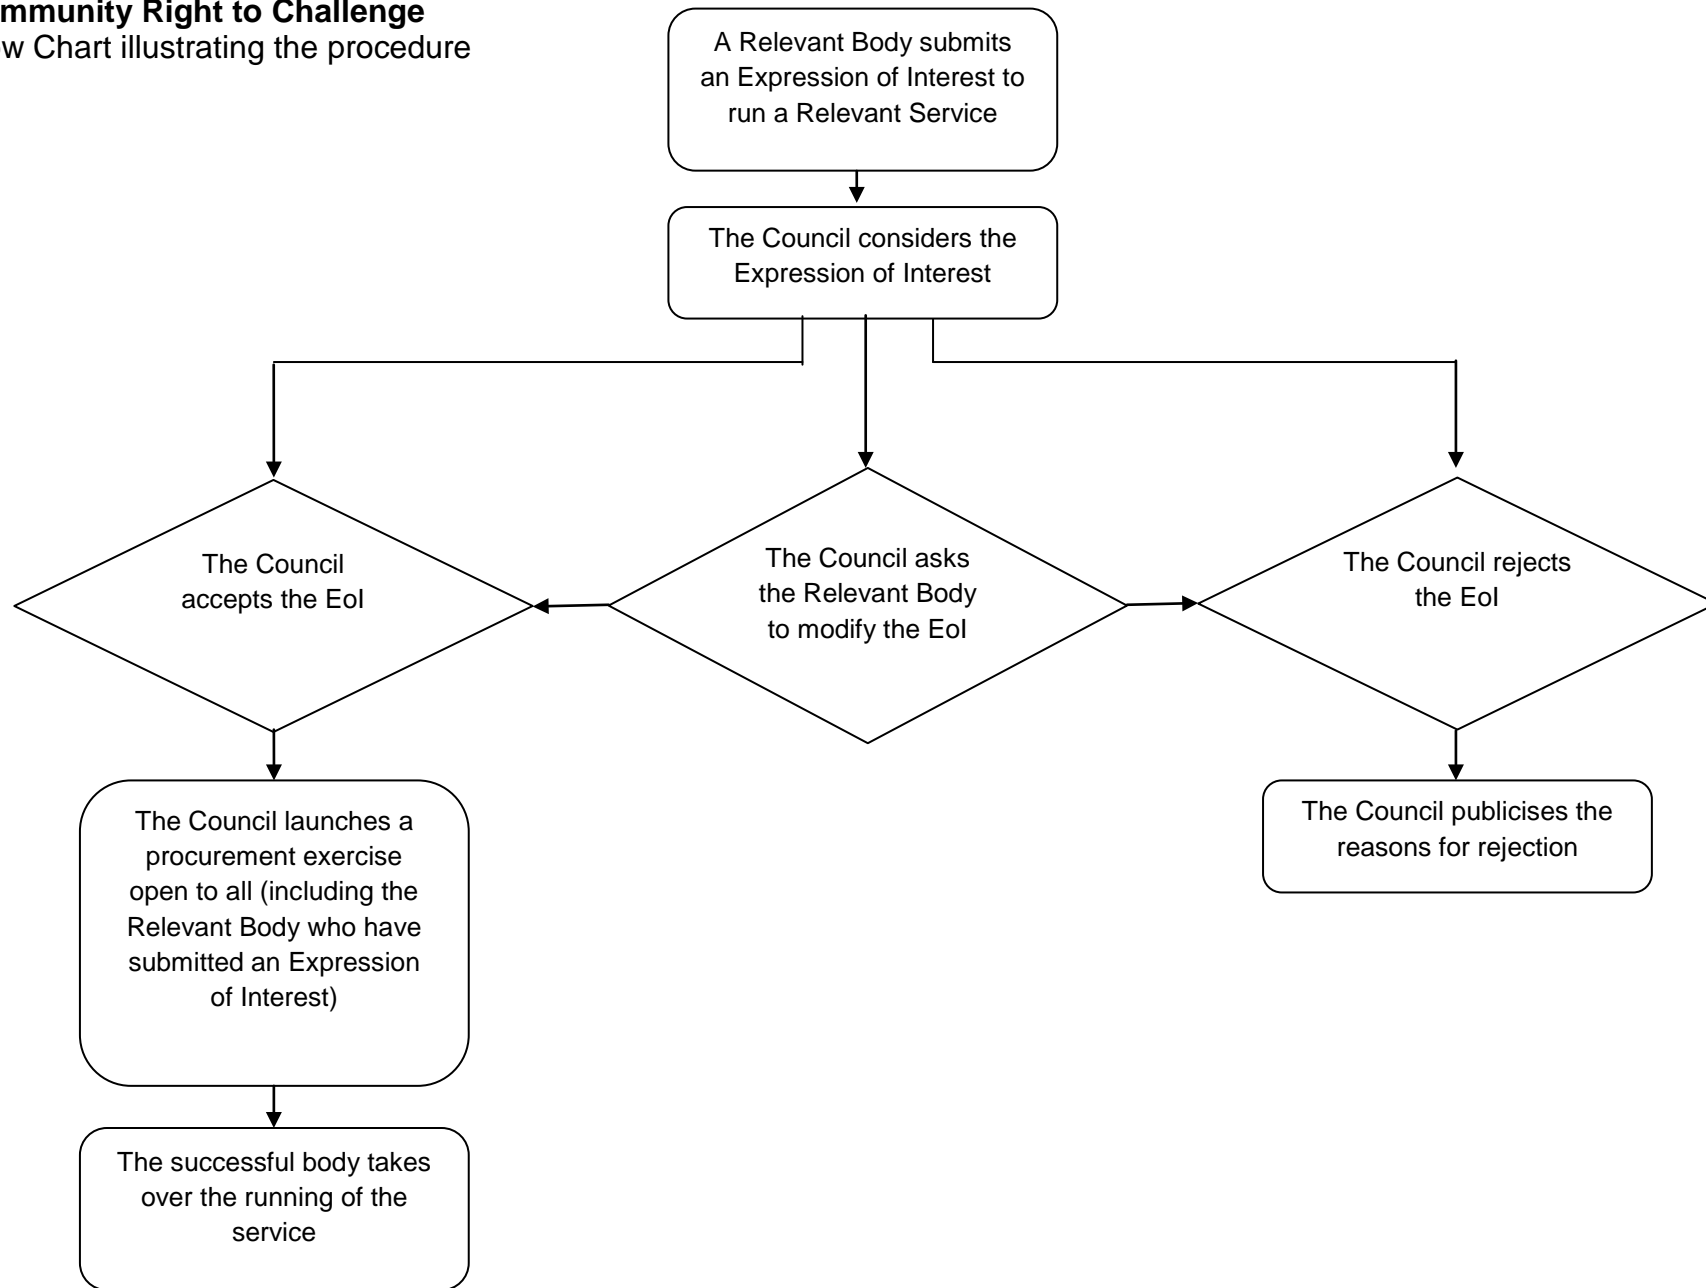 mmunity Right to Challenge
w Chart illustrating the procedure
A Relevant Body submits
an Expression of Interest to
run a Relevant Service
The Council considers the
Expression of Interest
The Council
accepts the EoI
The Council asks
the Relevant Body
to modify the EoI
The Council rejects
the EoI
The Council launches a
procurement exercise
open to all (including the
Relevant Body who have
submitted an Expression
of Interest)
The Council publicises the
reasons for rejection
The successful body takes
over the running of the
service